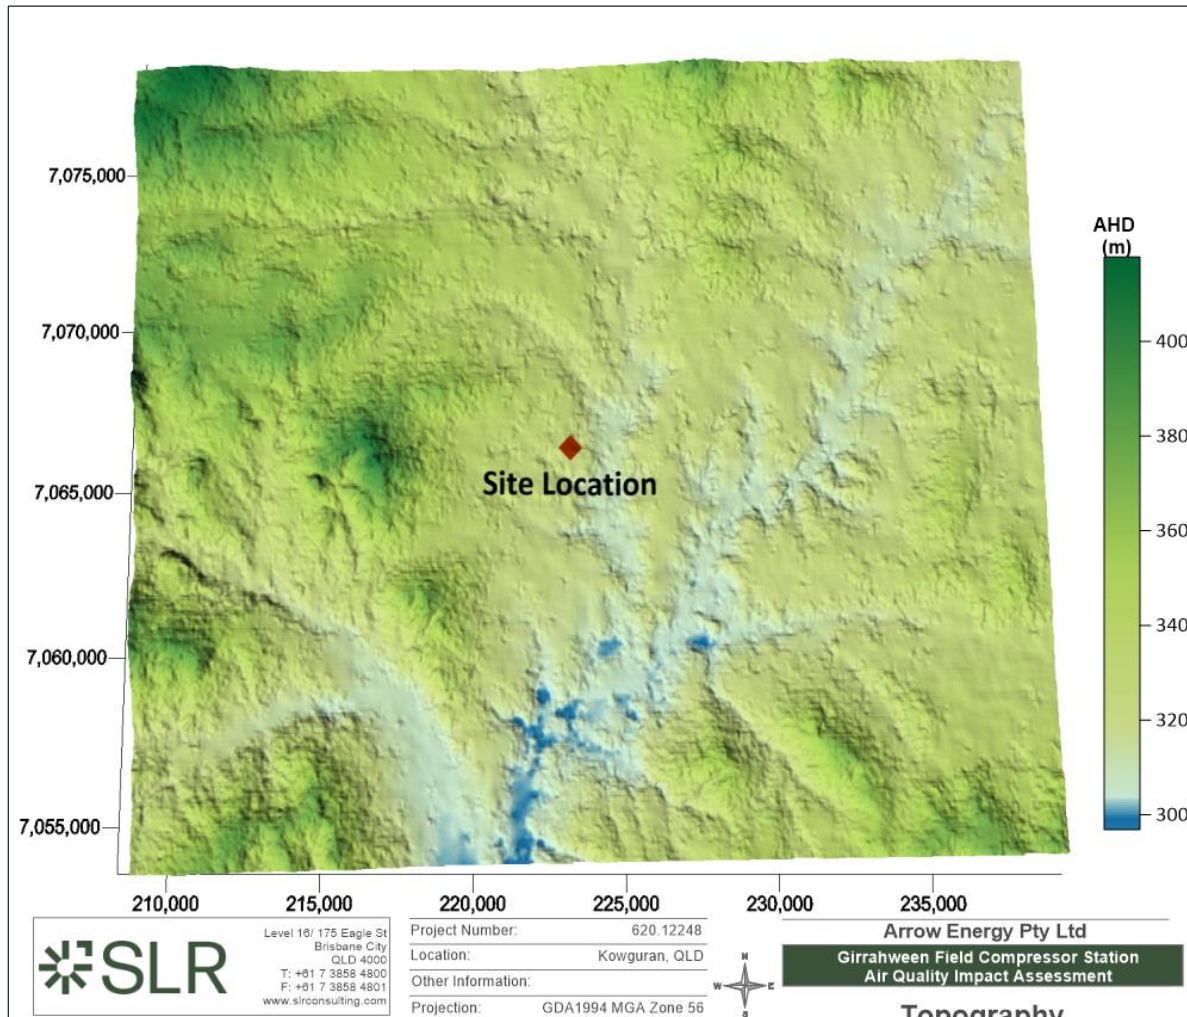 7,075,000
7,070,000
7,065,000
7,060,000
7,055,000
Site Location
AHD
(m)
400
380
360
340
320
300
210,000 215,000 220,000 225,000 230,000 235,000
SLR
Level 16/ 175 Eagle St
Brisbane City
QLD 4000
T: +61 7 3858 4800
F: +61 7 3858 4801
www.slrconsulting.com
Project Number: 620.12248
Location: Kowguran, QLD
Other Information:
Projection: GDA1994 MGA Zone 56
N
W E
S
Arrow Energy Pty Ltd
Girrahween Field Compressor Station
Air Quality Impact Assessment
Topography